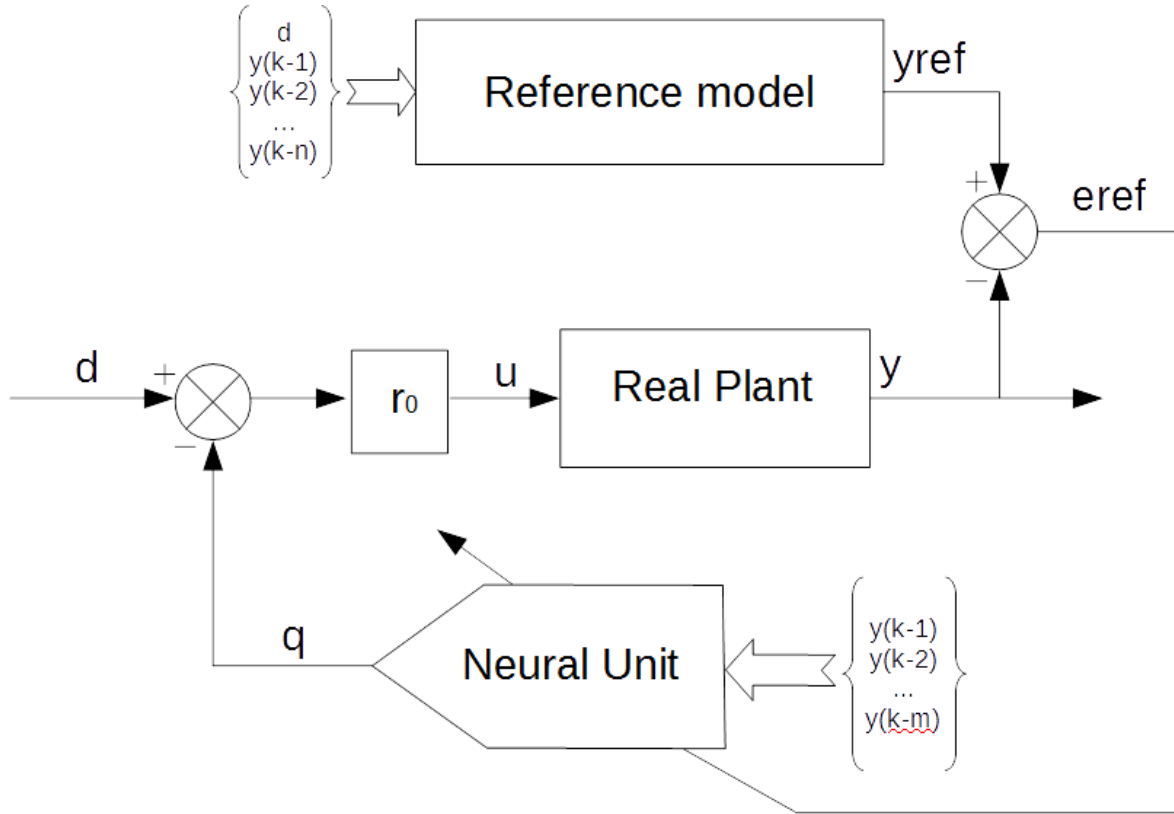 d
y(k-1)
y(k-2)
...
y(k-n)
Reference model
yref
+
eref
−
d
+
−
r0
u
Real Plant
y
q
Neural Unit
y(k-1)
y(k-2)
...
y(k-m)